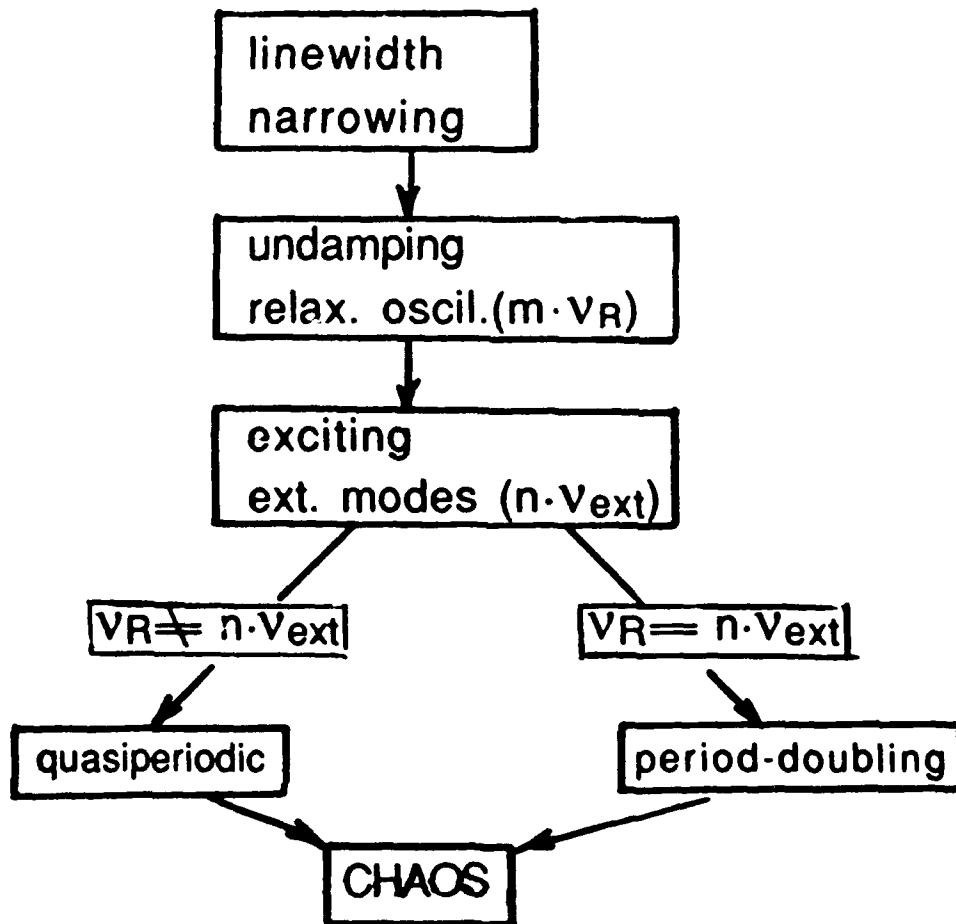 linewidth
narrowing
undamping
relax. oscil.(m·νR)
exciting
ext. modes (n·νext)
νR≠ n·νext
νR= n·νext
quasiperiodic
period-doubling
CHAOS